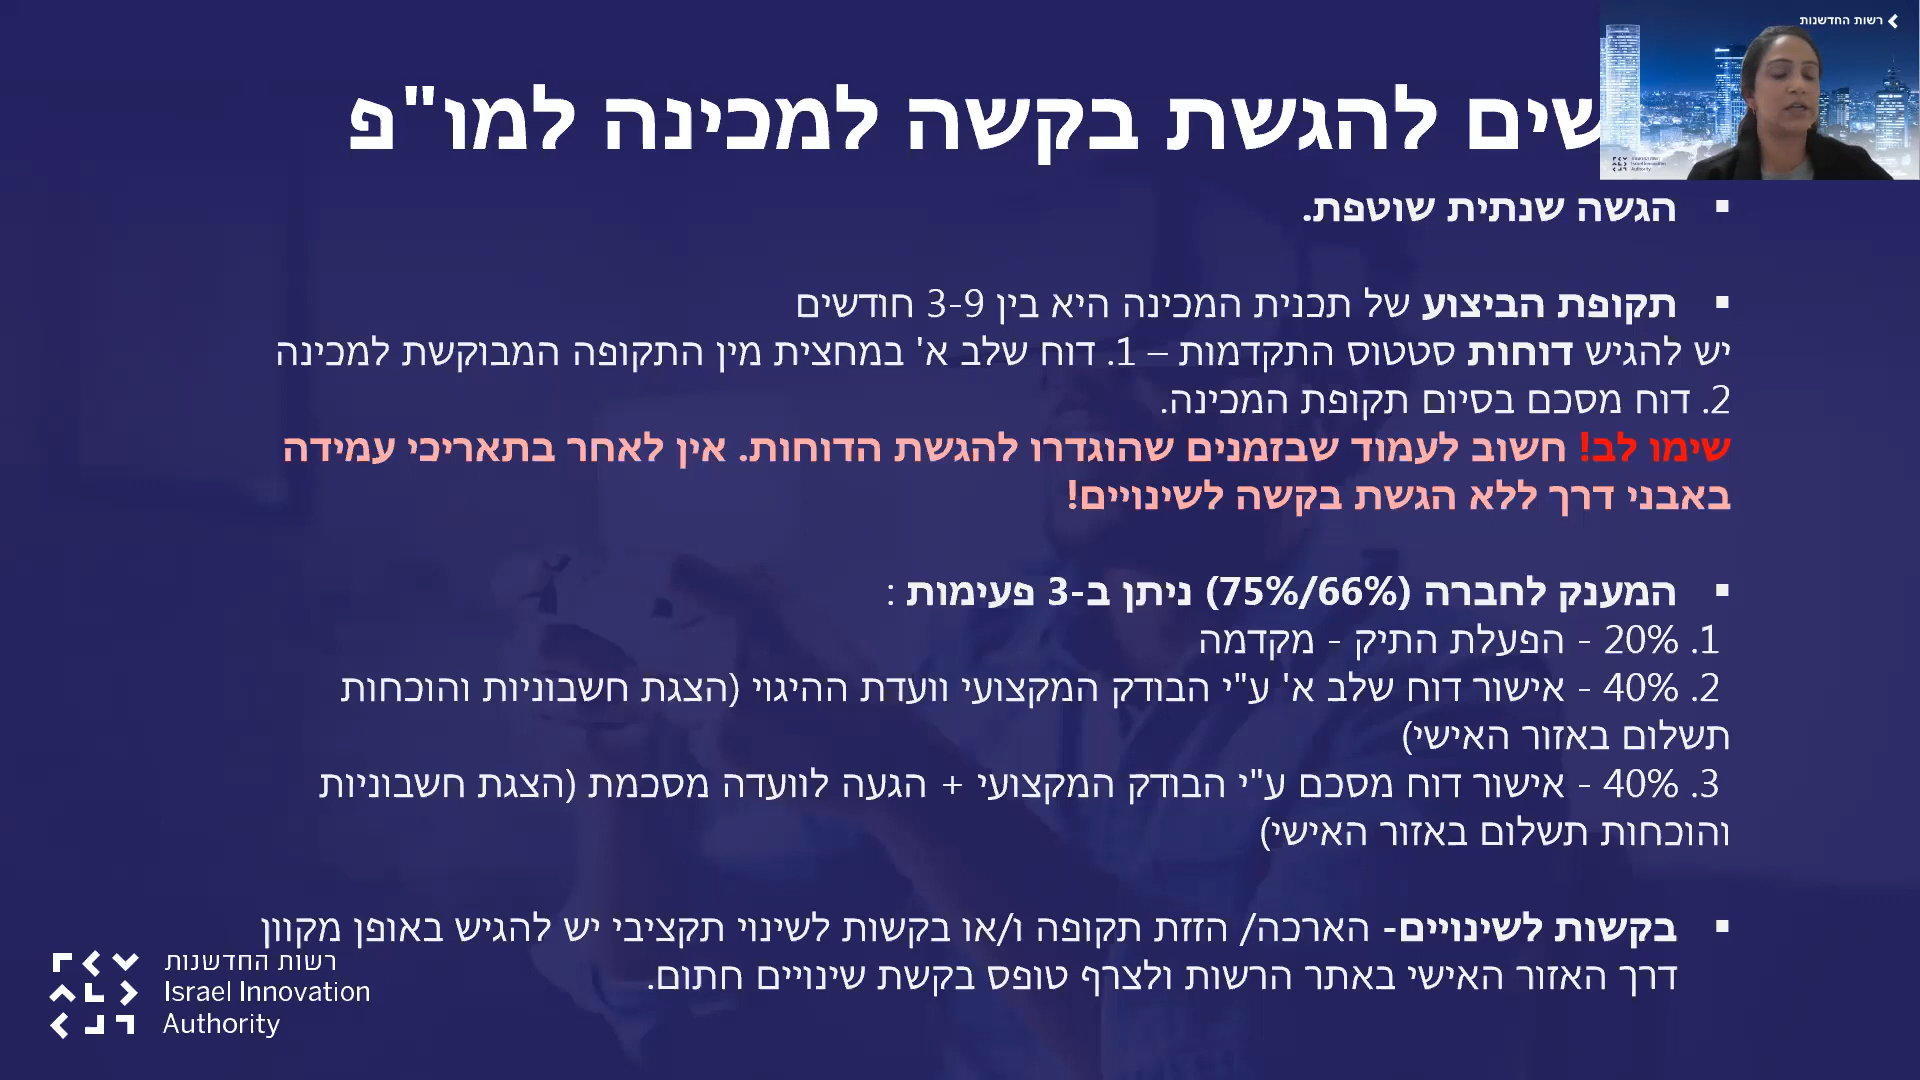 רשות החדשנות
שים להגשת בקשה למכינה למו"פ
▪ הגשה שנתית שוטפת.
▪ תקופת הביצוע של תכנית המכינה היא בין 3-9 חודשים
יש להגיש דוחות סטטוס התקדמות – 1. דוח שלב א' במחצית מין התקופה המבוקשת למכינה
2. דוח מסכם בסיום תקופת המכינה.
שימו לב! חשוב לעמוד שבזמנים שהוגדרו להגשת הדוחות. אין לאחר בתאריכי עמידה
באבני דרך ללא הגשת בקשה לשינויים!
▪ המענק לחברה (75%/66%) ניתן ב-3 פעימות :
1. 20% - הפעלת התיק - מקדמה
2. 40% - אישור דוח שלב א' ע"י הבודק המקצועי וועדת ההיגוי (הצגת חשבוניות והוכחות
תשלום באזור האישי)
3. 40% - אישור דוח מסכם ע"י הבודק המקצועי + הגעה לוועדה מסכמת (הצגת חשבוניות
והוכחות תשלום באזור האישי)
▪ בקשות לשינויים- הארכה/ הזזת תקופה ו/או בקשות לשינוי תקציבי יש להגיש באופן מקוון
דרך האזור האישי באתר הרשות ולצרף טופס בקשת שינויים חתום.
רשות החדשנות
Israel Innovation
Authority